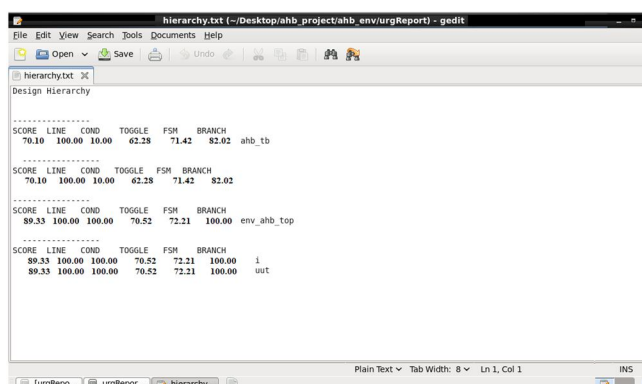 hierarchy.txt (~/Desktop/ahb_project/ahb_env/urgReport) - gedit
File Edit View Search Tools Documents Help
Open Save Undo
hierarchy.txt
Design Hierarchy
----------------
SCORE LINE COND TOGGLE FSM BRANCH
70.10 100.00 10.00 62.28 71.42 82.02 ahb_tb
----------------
SCORE LINE COND TOGGLE FSM BRANCH
70.10 100.00 10.00 62.28 71.42 82.02
----------------
SCORE LINE COND TOGGLE FSM BRANCH
89.33 100.00 100.00 70.52 72.21 100.00 env_ahb_top
----------------
SCORE LINE COND TOGGLE FSM BRANCH
89.33 100.00 100.00 70.52 72.21 100.00 i
89.33 100.00 100.00 70.52 72.21 100.00 uut
Plain Text Tab Width: 8 Ln 1, Col 1 INS